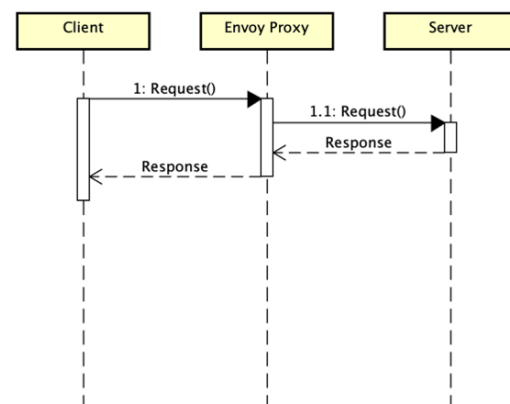 Client
Envoy Proxy
Server
1: Request()
1.1: Request()
Response
Response